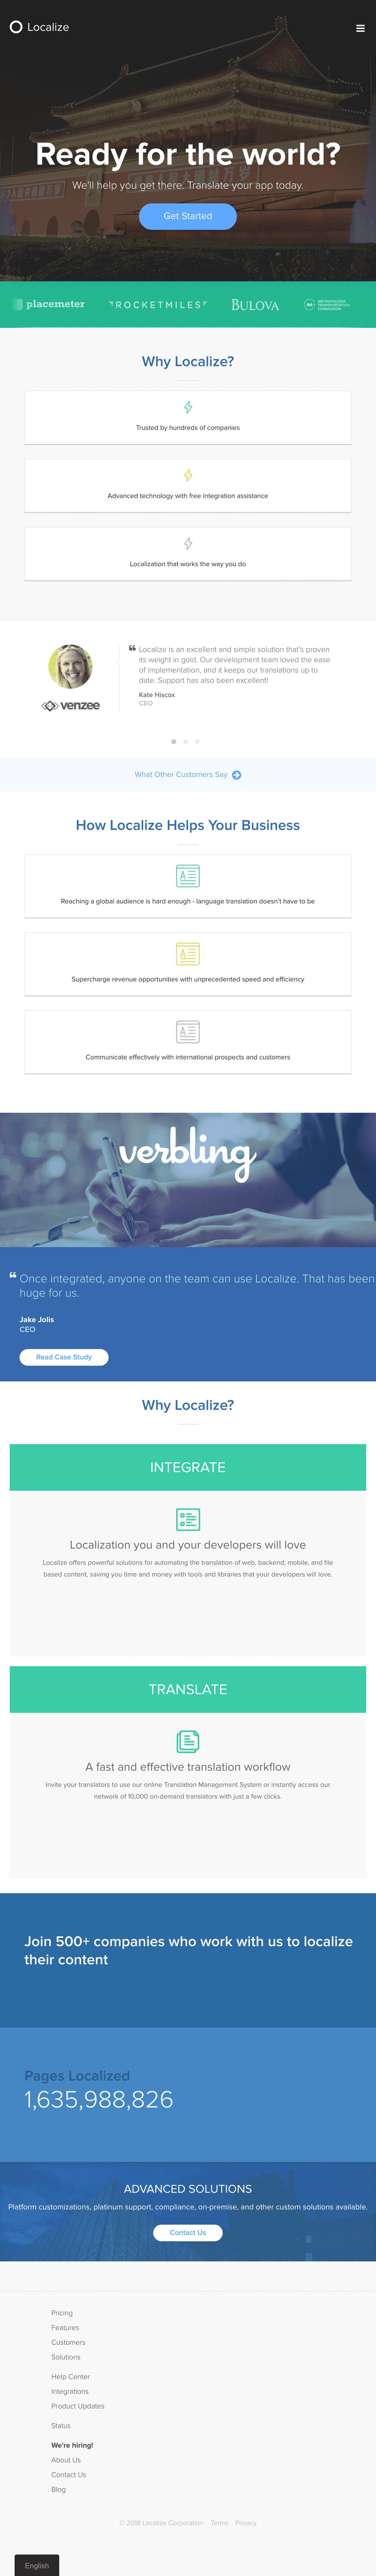 Localize
Ready for the world?
We'll help you get there. Translate your app today.
Get Started
placemeter
ROCKETMILES
BULOVA
METROPOLITAN
TRANSPORTATION
COMMISSION
Why Localize?
Trusted by hundreds of companies
Advanced technology with free integration assistance
Localization that works the way you do
“ Localize is an excellent and simple solution that's proven
its weight in gold. Our development team loved the ease
of implementation, and it keeps our translations up to
date. Support has also been excellent!
Kate Hiscox
CEO
venzee
What Other Customers Say
How Localize Helps Your Business
Reaching a global audience is hard enough - language translation doesn't have to be
Supercharge revenue opportunities with unprecedented speed and efficiency
Communicate effectively with international prospects and customers
verbling
“ Once integrated, anyone on the team can use Localize. That has been
huge for us.
Jake Jolis
CEO
Read Case Study
Why Localize?
INTEGRATE
Localization you and your developers will love
Localize offers powerful solutions for automating the translation of web, backend, mobile, and file
based content, saving you time and money with tools and libraries that your developers will love.
TRANSLATE
A fast and effective translation workflow
Invite your translators to use our online Translation Management System or instantly access our
network of 10,000 on-demand translators with just a few clicks.
Join 500+ companies who work with us to localize
their content
Pages Localized
1,635,988,826
ADVANCED SOLUTIONS
Platform customizations, platinum support, compliance, on-premise, and other custom solutions available.
Contact Us
Pricing
Features
Customers
Solutions
Help Center
Integrations
Product Updates
Status
We're hiring!
About Us
Contact Us
Blog
© 2018 Localize Corporation Terms Privacy
English